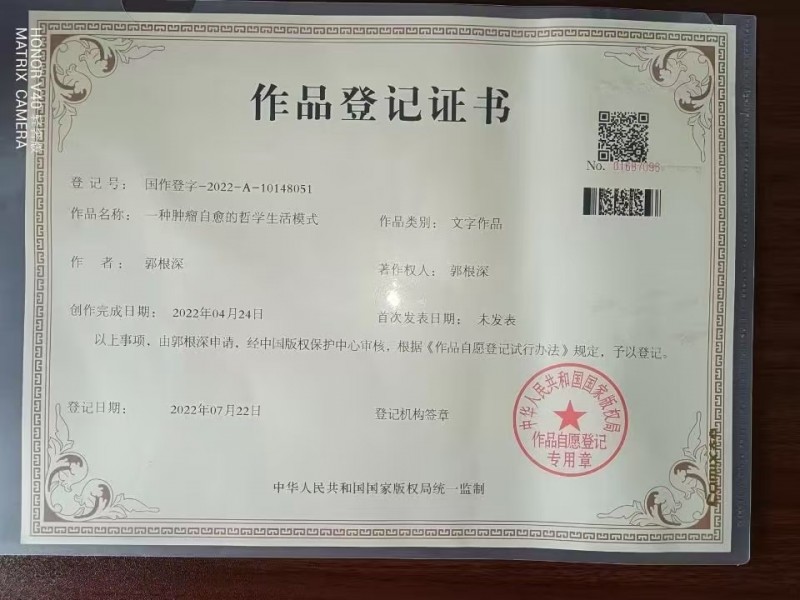 作品登记证书
No. 01687093
登 记 号： 国作登字-2022-A-10148051
作品名称： 一种肿瘤自愈的哲学生活模式 作品类别： 文字作品
作 者： 郭根深 著作权人： 郭根深
创作完成日期： 2022年04月24日 首次发表日期： 未发表
以上事项，由郭根深申请，经中国版权保护中心审核，根据《作品自愿登记试行办法》规定，予以登记。
登记日期： 2022年07月22日 登记机构签章
中华人民共和国国家版权局
作品自愿登记
专用章
中华人民共和国国家版权局统一监制
HONOR V40
MATRIX CAMERA